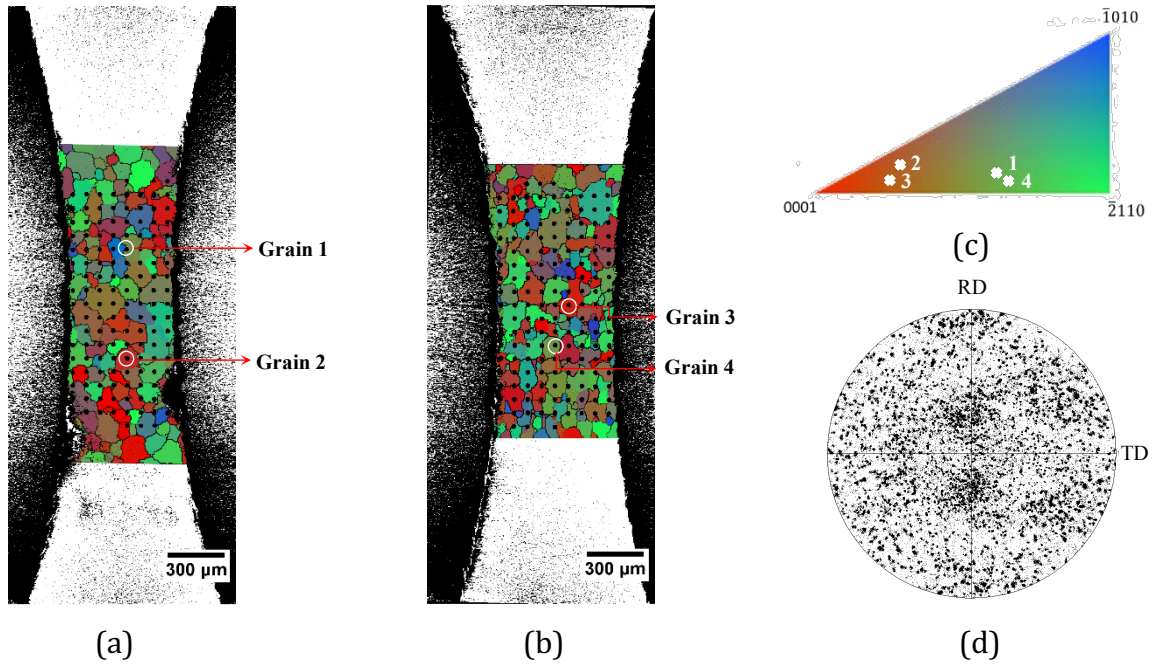 Grain 1
Grain 2
300 µm
(a)
Grain 3
Grain 4
300 µm
(b)
1̅010
2
1
3
4
0001
2̅110
(c)
RD
TD
(d)